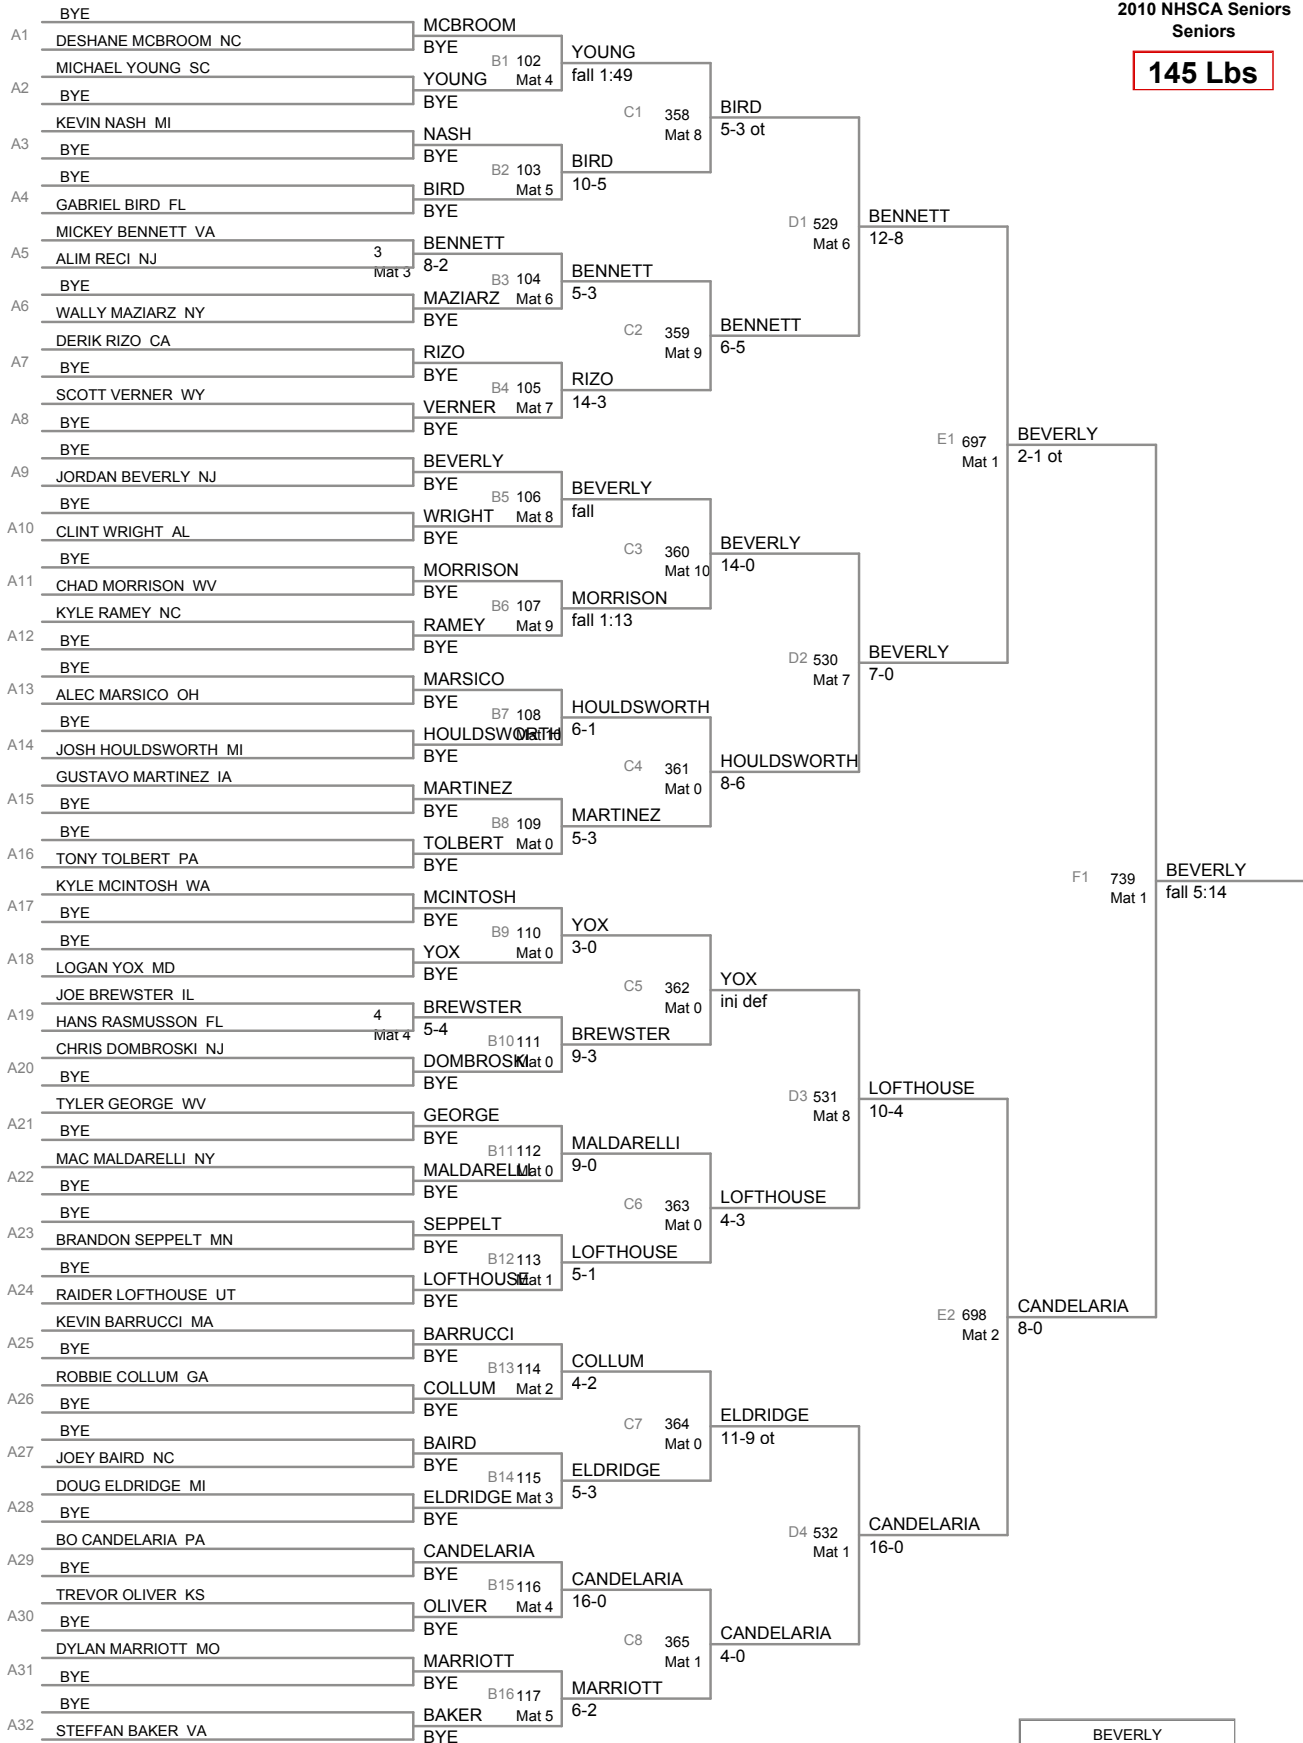 2010 NHSCA Seniors
Seniors
145 Lbs
BYE
A1
DESHANE MCBROOM NC
MICHAEL YOUNG SC
A2
BYE
KEVIN NASH MI
A3
BYE
BYE
A4
GABRIEL BIRD FL
MICKEY BENNETT VA
A5
ALIM RECI NJ
3
Mat 3
BYE
A6
WALLY MAZIARZ NY
DERIK RIZO CA
A7
BYE
SCOTT VERNER WY
A8
BYE
BYE
A9
JORDAN BEVERLY NJ
BYE
A10
CLINT WRIGHT AL
BYE
A11
CHAD MORRISON WV
KYLE RAMEY NC
A12
BYE
BYE
A13
ALEC MARSICO OH
BYE
A14
JOSH HOULDSWORTH MI
GUSTAVO MARTINEZ IA
A15
BYE
BYE
A16
TONY TOLBERT PA
KYLE MCINTOSH WA
A17
BYE
BYE
A18
LOGAN YOX MD
JOE BREWSTER IL
A19
HANS RASMUSSON FL
4
Mat 4
CHRIS DOMBROSKI NJ
A20
BYE
TYLER GEORGE WV
A21
BYE
MAC MALDARELLI NY
A22
BYE
BYE
A23
BRANDON SEPPELT MN
BYE
A24
RAIDER LOFTHOUSE UT
KEVIN BARRUCCI MA
A25
BYE
ROBBIE COLLUM GA
A26
BYE
BYE
A27
JOEY BAIRD NC
DOUG ELDRIDGE MI
A28
BYE
BO CANDELARIA PA
A29
BYE
TREVOR OLIVER KS
A30
BYE
DYLAN MARRIOTT MO
A31
BYE
BYE
A32
STEFFAN BAKER VA
MCBROOM
BYE
B1 102
Mat 4
YOUNG
BYE
NASH
BYE
B2 103
Mat 5
BIRD
BYE
BENNETT
8-2
B3 104
Mat 6
MAZIARZ
BYE
RIZO
BYE
B4 105
Mat 7
VERNER
BYE
BEVERLY
BYE
B5 106
Mat 8
WRIGHT
BYE
MORRISON
BYE
B6 107
Mat 9
RAMEY
BYE
MARSICO
BYE
B7 108
Mat 10
HOULDSWORTH
BYE
MARTINEZ
BYE
B8 109
Mat 0
TOLBERT
BYE
MCINTOSH
BYE
B9 110
Mat 0
YOX
BYE
BREWSTER
5-4
B10 111
Mat 0
DOMBROSKI
BYE
GEORGE
BYE
B11 112
Mat 0
MALDARELLI
BYE
SEPPELT
BYE
B12 113
Mat 1
LOFTHOUSE
BYE
BARRUCCI
BYE
B13 114
Mat 2
COLLUM
BYE
BAIRD
BYE
B14 115
Mat 3
ELDRIDGE
BYE
CANDELARIA
BYE
B15 116
Mat 4
OLIVER
BYE
MARRIOTT
BYE
B16 117
Mat 5
BAKER
BYE
YOUNG
fall 1:49
C1 358
Mat 8
BIRD
10-5
BENNETT
5-3
C2 359
Mat 9
RIZO
14-3
BEVERLY
fall
C3 360
Mat 10
MORRISON
fall 1:13
HOULDSWORTH
6-1
C4 361
Mat 0
MARTINEZ
5-3
YOX
3-0
C5 362
Mat 0
BREWSTER
9-3
MALDARELLI
9-0
C6 363
Mat 0
LOFTHOUSE
5-1
COLLUM
4-2
C7 364
Mat 0
ELDRIDGE
5-3
CANDELARIA
16-0
C8 365
Mat 1
MARRIOTT
6-2
BIRD
5-3 ot
D1 529
Mat 6
BENNETT
6-5
BEVERLY
14-0
D2 530
Mat 7
HOULDSWORTH
8-6
YOX
inj def
D3 531
Mat 8
LOFTHOUSE
4-3
ELDRIDGE
11-9 ot
D4 532
Mat 1
CANDELARIA
4-0
BENNETT
12-8
E1 697
Mat 1
BEVERLY
7-0
LOFTHOUSE
10-4
E2 698
Mat 2
CANDELARIA
16-0
BEVERLY
2-1 ot
F1 739
Mat 1
CANDELARIA
8-0
BEVERLY
fall 5:14
BEVERLY